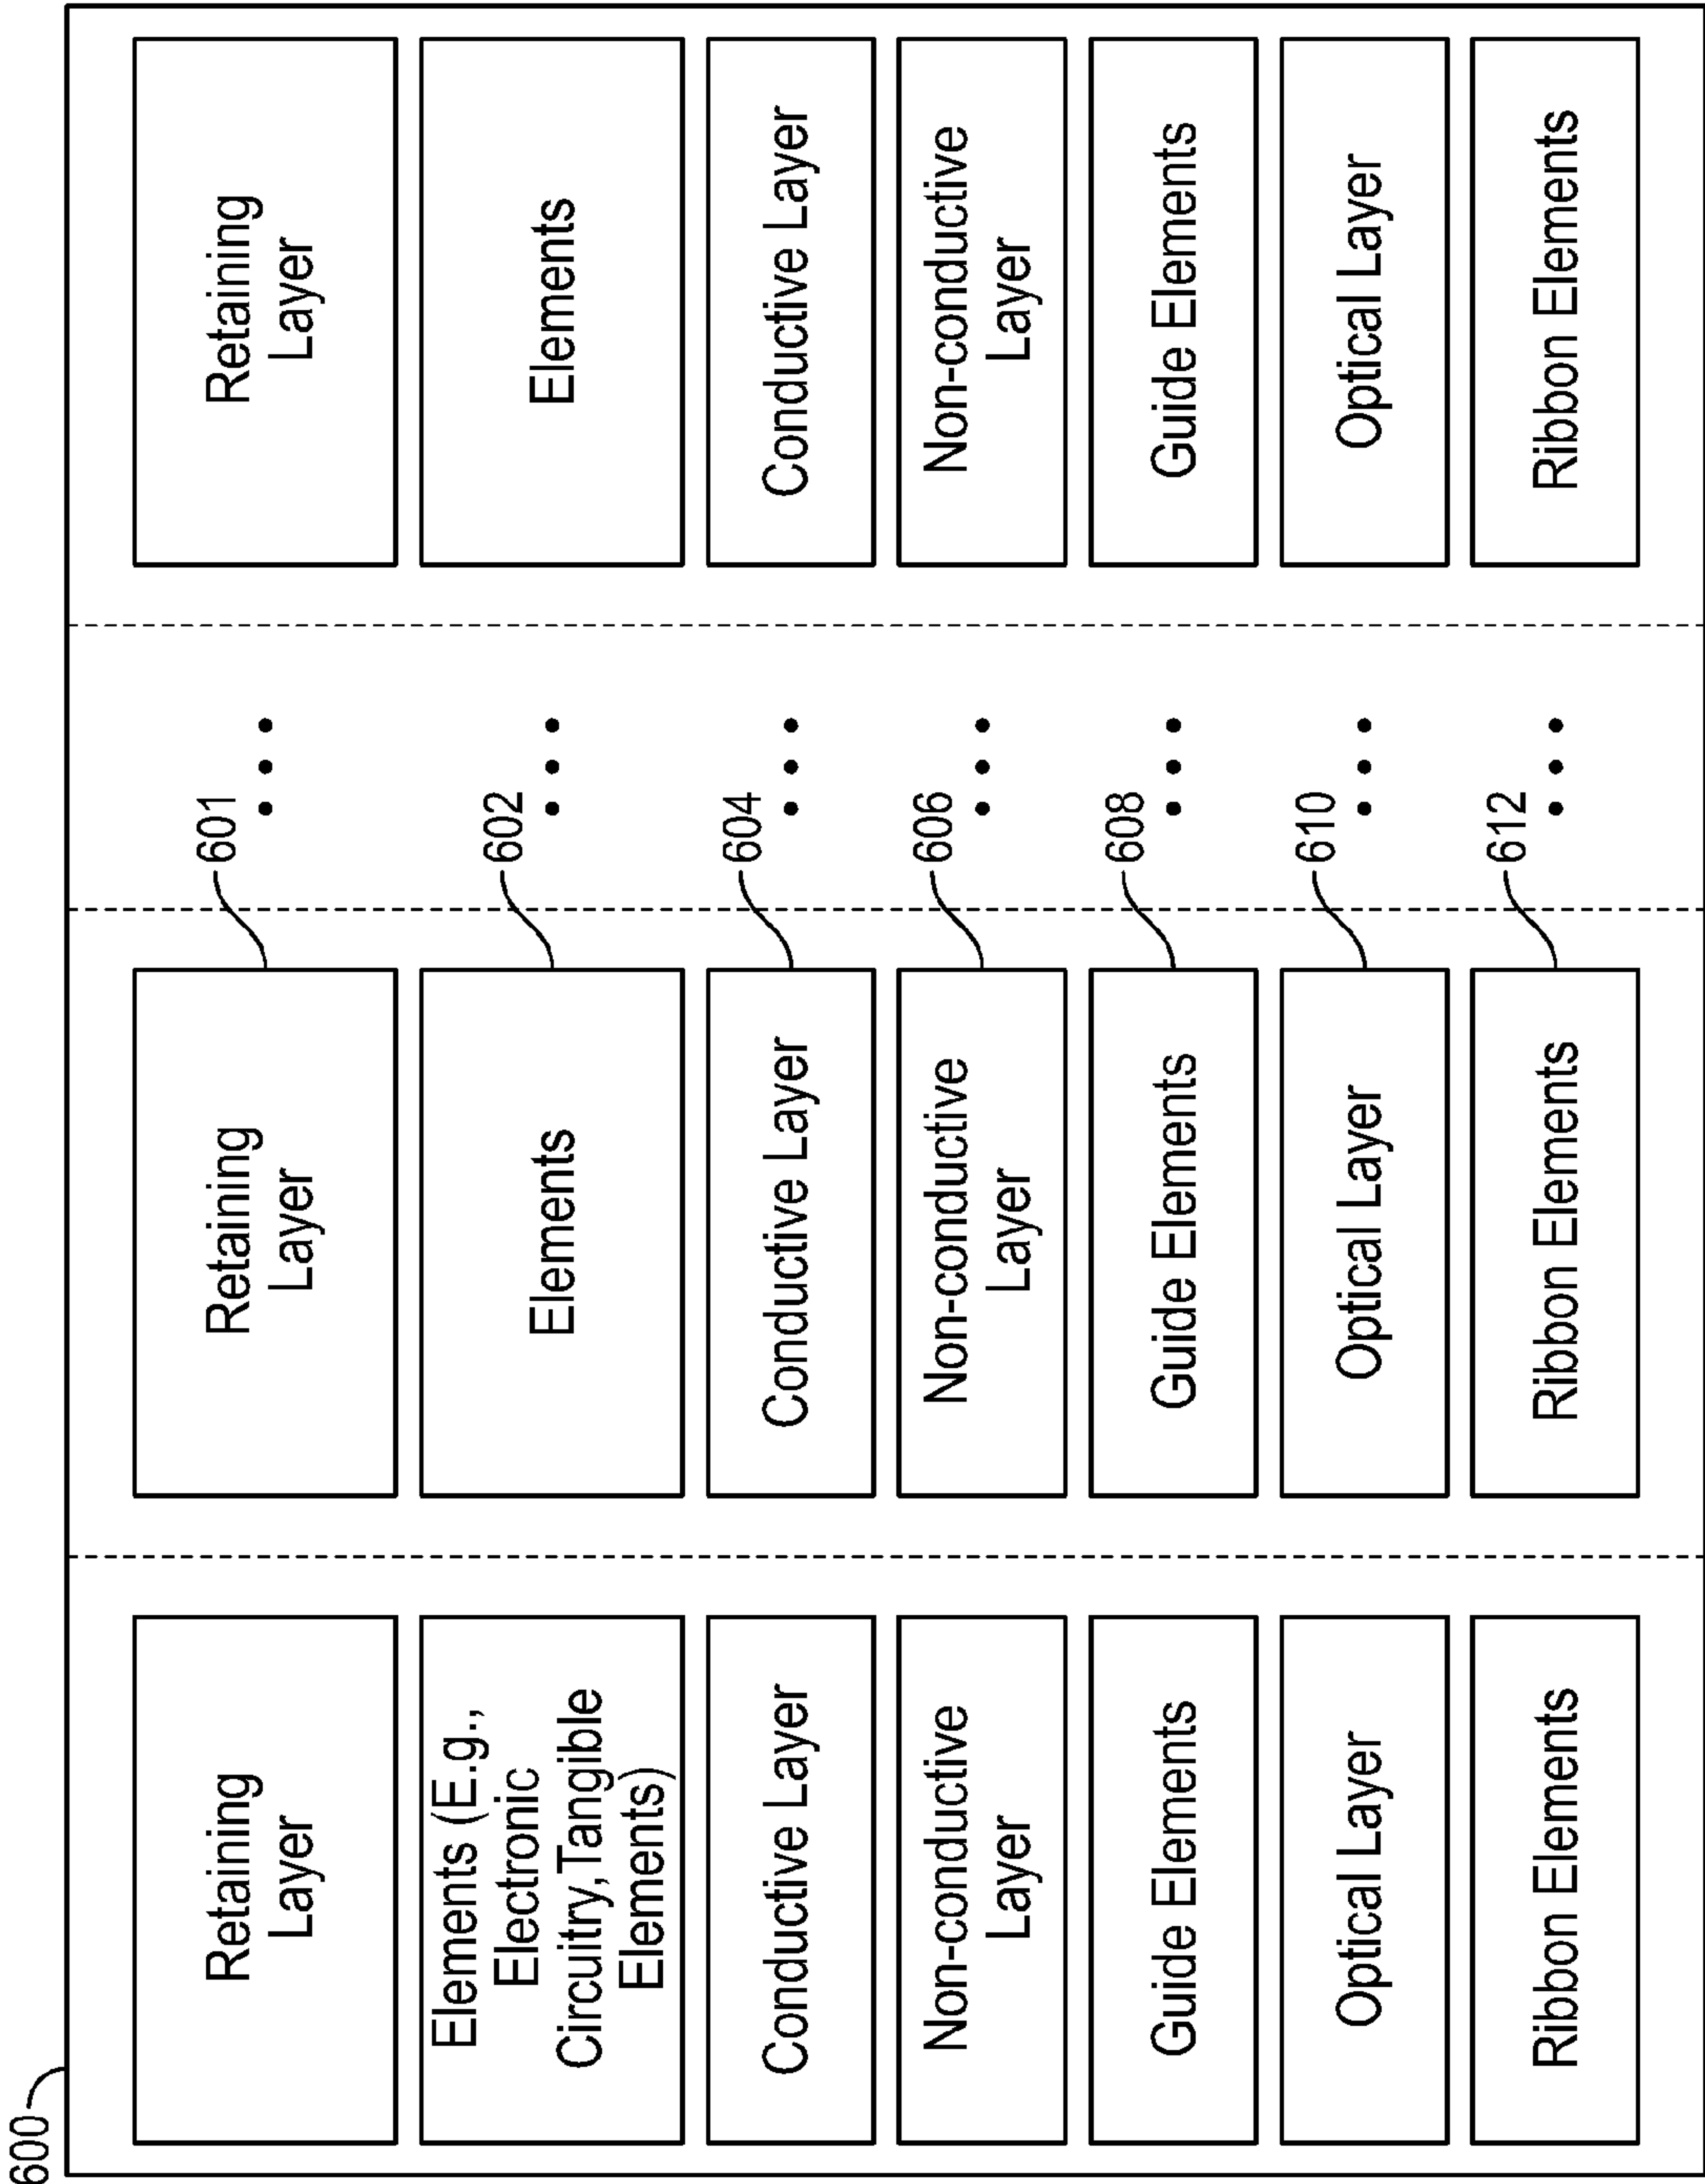 600
Retaining
Layer
Retaining
Layer
601
...
Retaining
Layer
Elements (E.g.,
Electronic
Circuitry,Tangible
Elements)
Elements
602
...
Elements
Conductive Layer
Conductive Layer
604
...
Conductive Layer
Non-conductive
Layer
Non-conductive
Layer
606
...
Non-conductive
Layer
Guide Elements
Guide Elements
608
...
Guide Elements
Optical Layer
Optical Layer
610
...
Optical Layer
Ribbon Elements
Ribbon Elements
612
...
Ribbon Elements